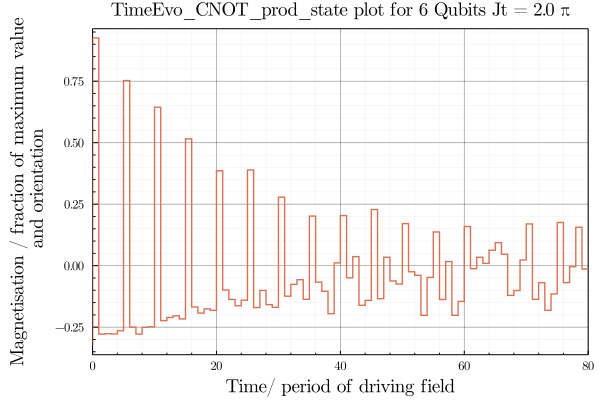 TimeEvo_CNOT_prod_state plot for 6 Qubits Jt = 2.0 π
Magnetisation / fraction of maximum value
and orientation
0.75
0.50
0.25
0.00
−0.25
0 20 40 60 80
Time/ period of driving field